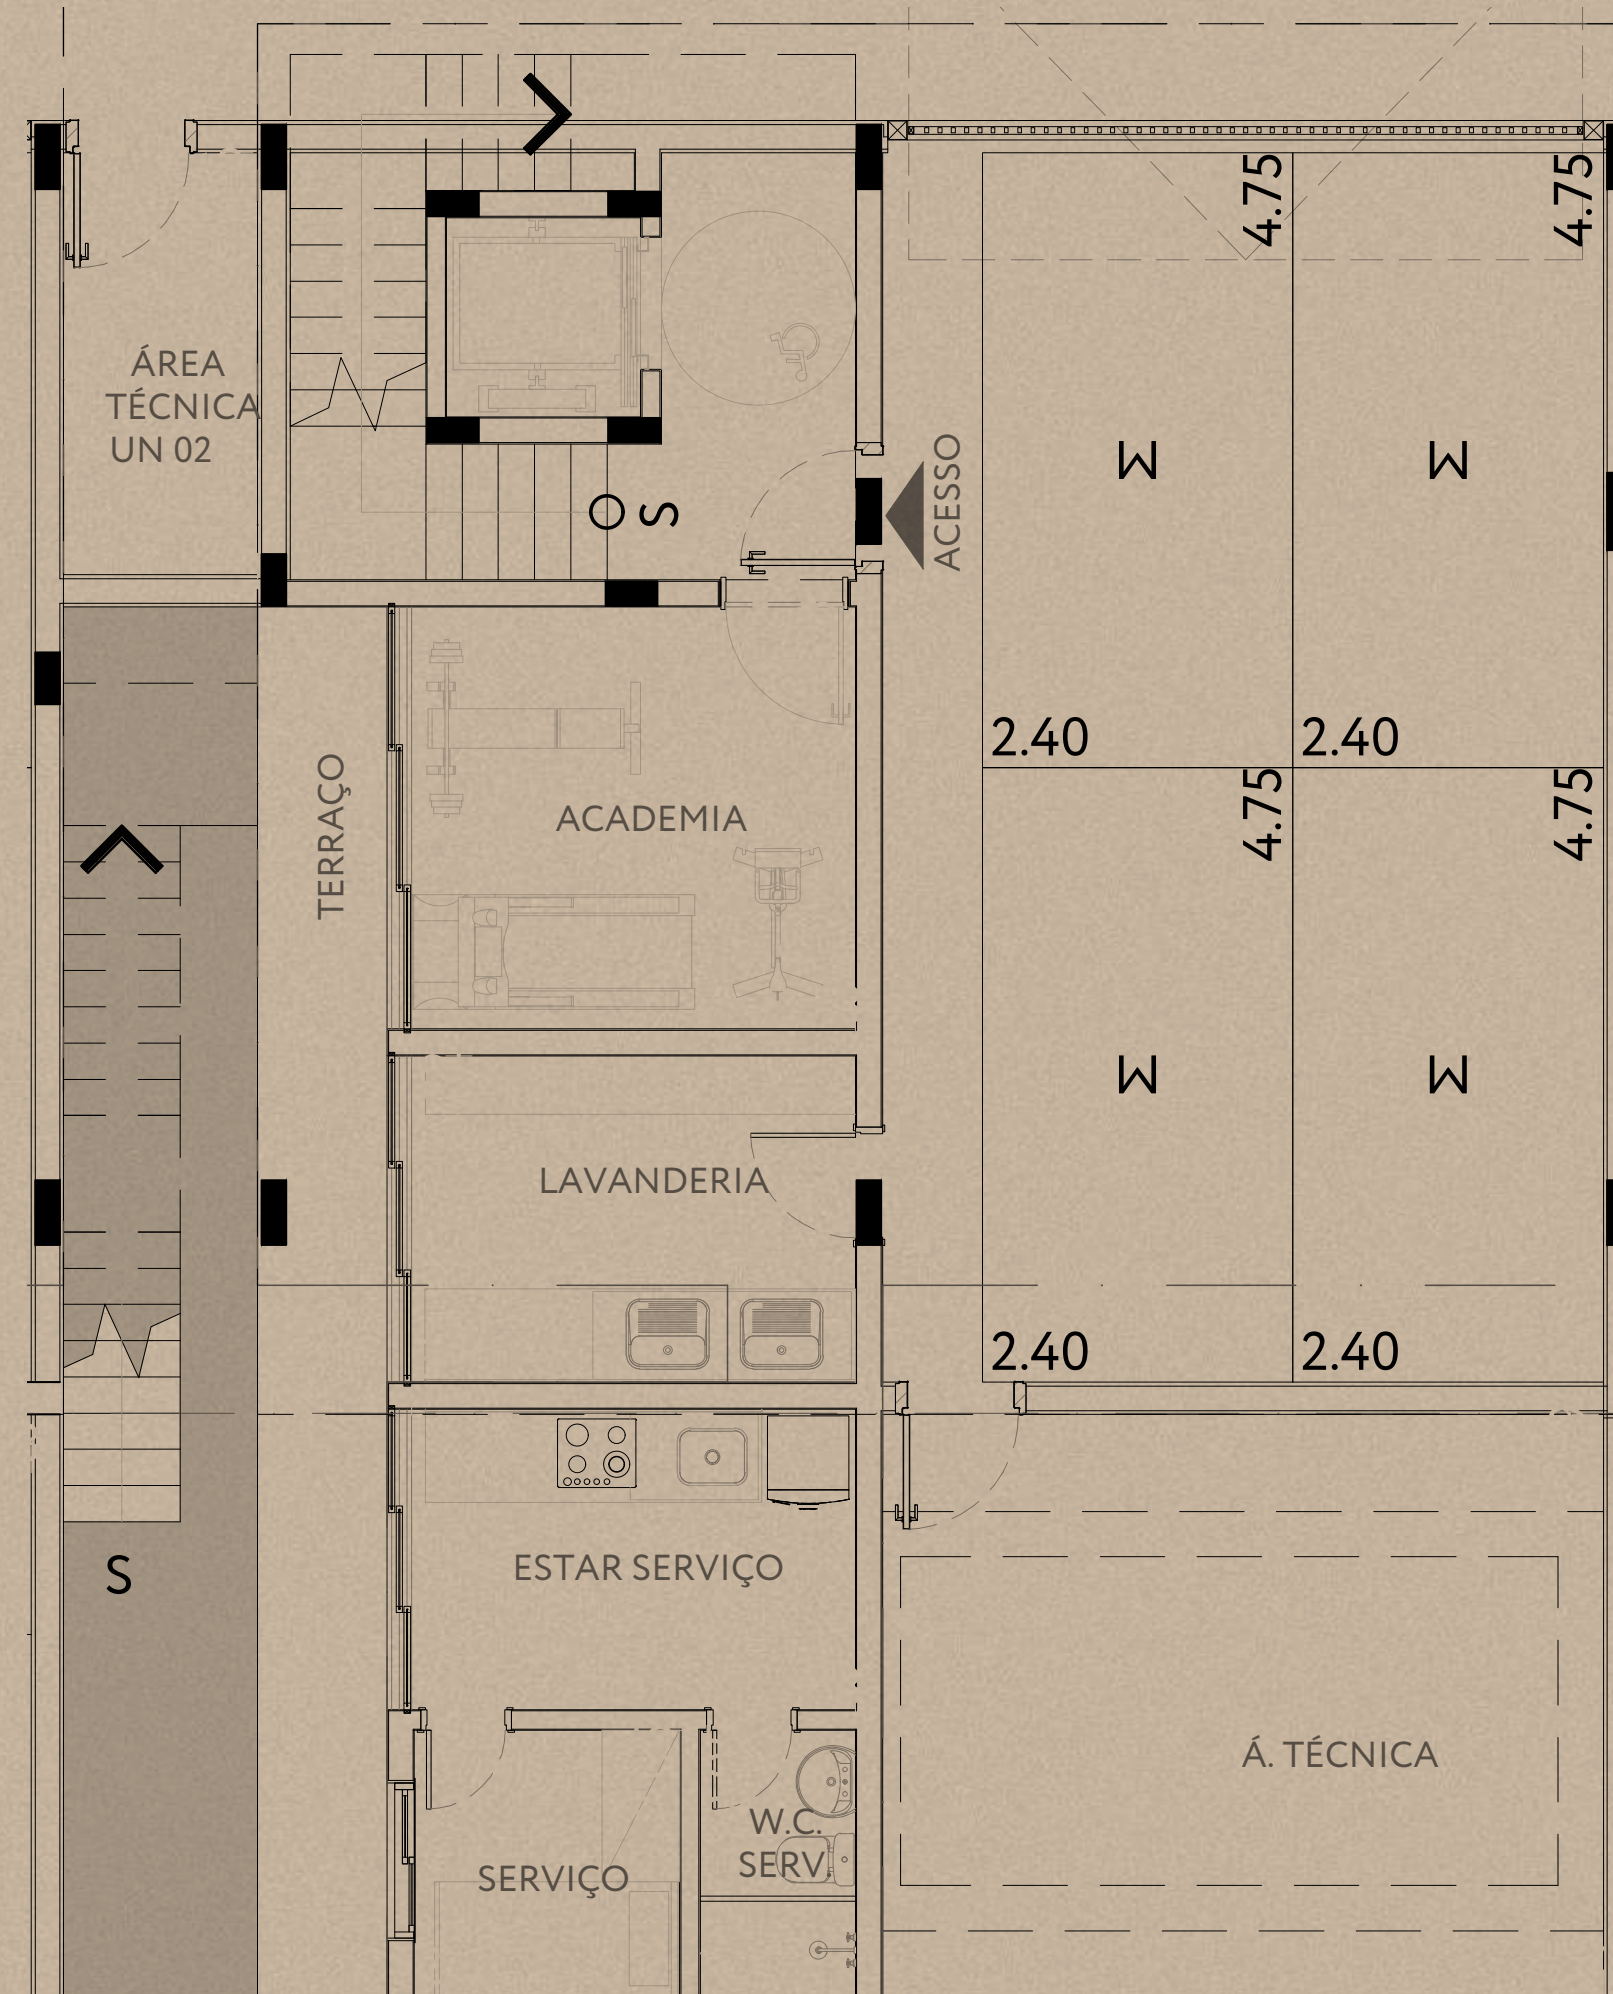 4.75
4.75
ÁREA
TÉCNICA
UN 02
ACESSO
M
M
S
2.40
2.40
TERRAÇO
ACADEMIA
4.75
4.75
M
M
LAVANDERIA
2.40
2.40
S
ESTAR SERVIÇO
Á. TÉCNICA
W.C.
SERV.
SERVIÇO